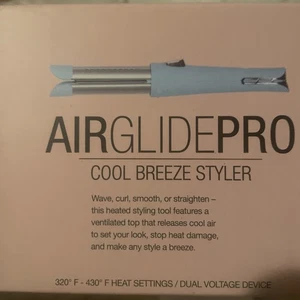 AIRGLIDEPRO
COOL BREEZE STYLER
Wave, curl, smooth, or straighten –
this heated styling tool features a
ventilated top that releases cool air
to set your look, stop heat damage,
and make any style a breeze.
320° F - 430° F HEAT SETTINGS / DUAL VOLTAGE DEVICE